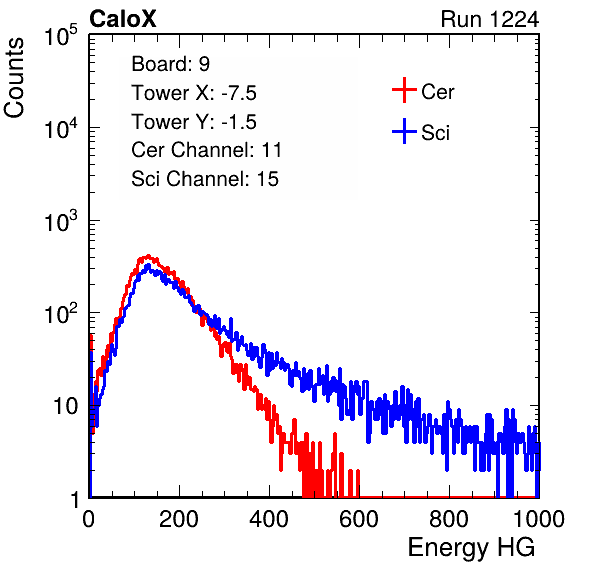 CaloX Run 1224
Counts
10^5
10^4
10^3
10^2
10
1
Board: 9
Tower X: -7.5
Tower Y: -1.5
Cer Channel: 11
Sci Channel: 15
Cer
Sci
0 200 400 600 800 1000
Energy HG